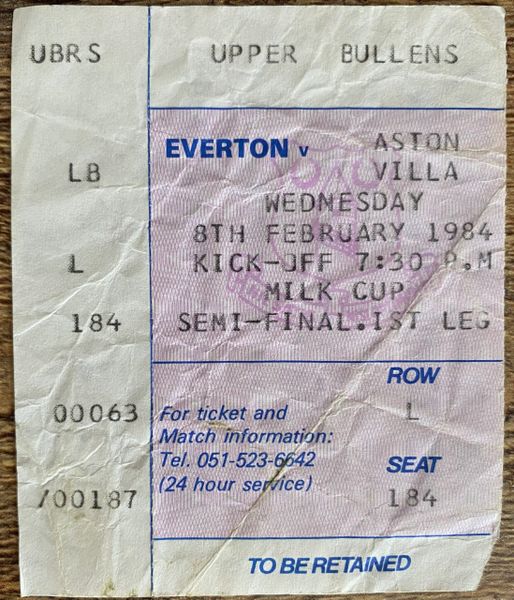 UBRS UPPER BULLENS
EVERTON v ASTON
LB VILLA
WEDNESDAY
8TH FEBRUARY 1984
L KICK-OFF 7:30 P.M
MILK CUP
184 SEMI-FINAL.IST LEG
ROW
00063 For ticket and L
Match information:
Tel. 051-523-6642 SEAT
/00187 (24 hour service) 184
TO BE RETAINED